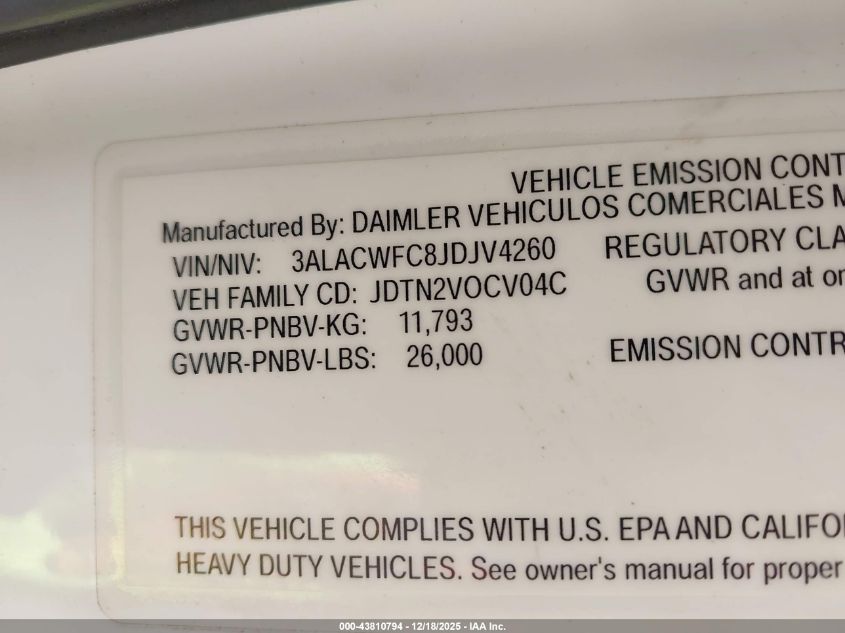 VEHICLE EMISSION CONT
Manufactured By: DAIMLER VEHICULOS COMERCIALES M
VIN/NIV: 3ALACWFC8JDJV4260 REGULATORY CLA
VEH FAMILY CD: JDTN2VOCV04C GVWR and at or
GVWR-PNBV-KG: 11,793
GVWR-PNBV-LBS: 26,000 EMISSION CONTR
THIS VEHICLE COMPLIES WITH U.S. EPA AND CALIFO
HEAVY DUTY VEHICLES. See owner's manual for proper
000-43810794 - 12/18/2025 - IAA Inc.